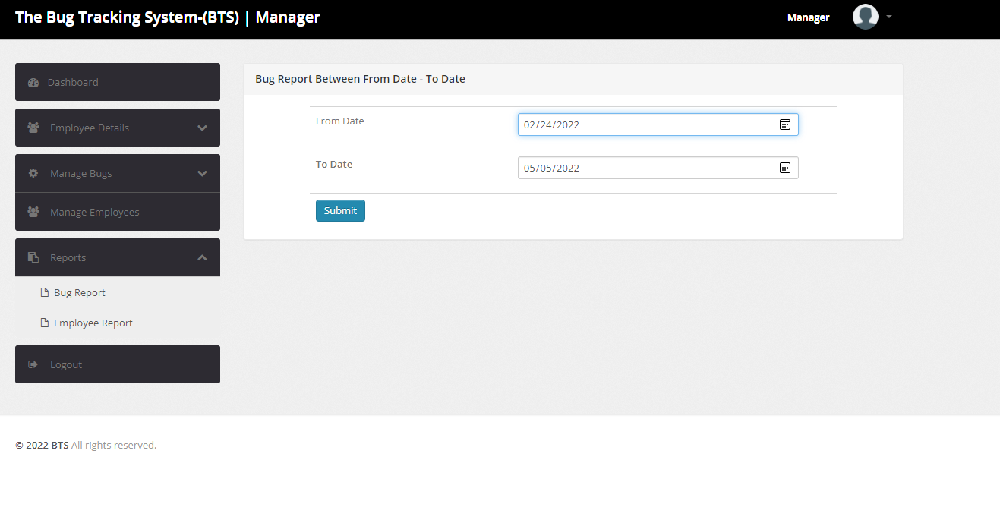 The Bug Tracking System-(BTS) | Manager
Manager
Dashboard
Employee Details
Manage Bugs
Manage Employees
Reports
Bug Report
Employee Report
Logout
Bug Report Between From Date - To Date
From Date
02/24/2022
To Date
05/05/2022
Submit
© 2022 BTS All rights reserved.